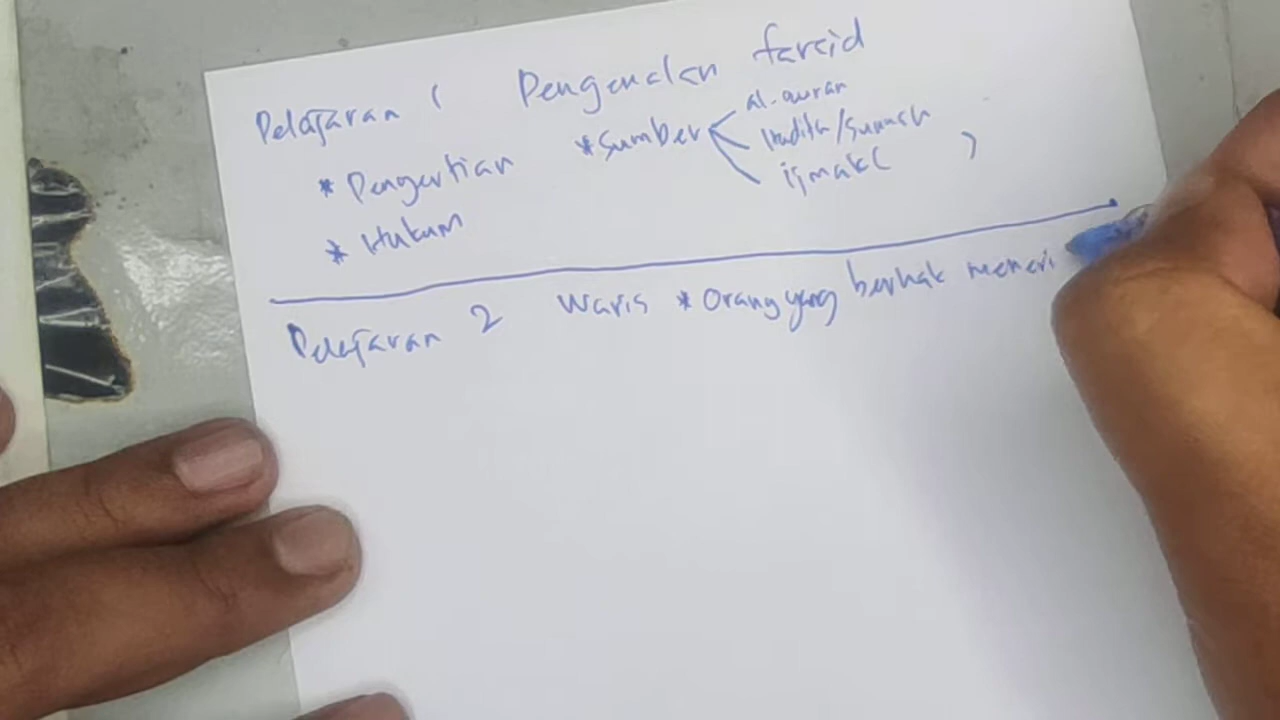 Pelajaran 1 Pengenalan faraid
* Pengertian
* Hukum
* Sumber
al-quran
Hadith/Sunnah
ijmak( )
Pelajaran 2 Waris * Orang yang berhak meneri